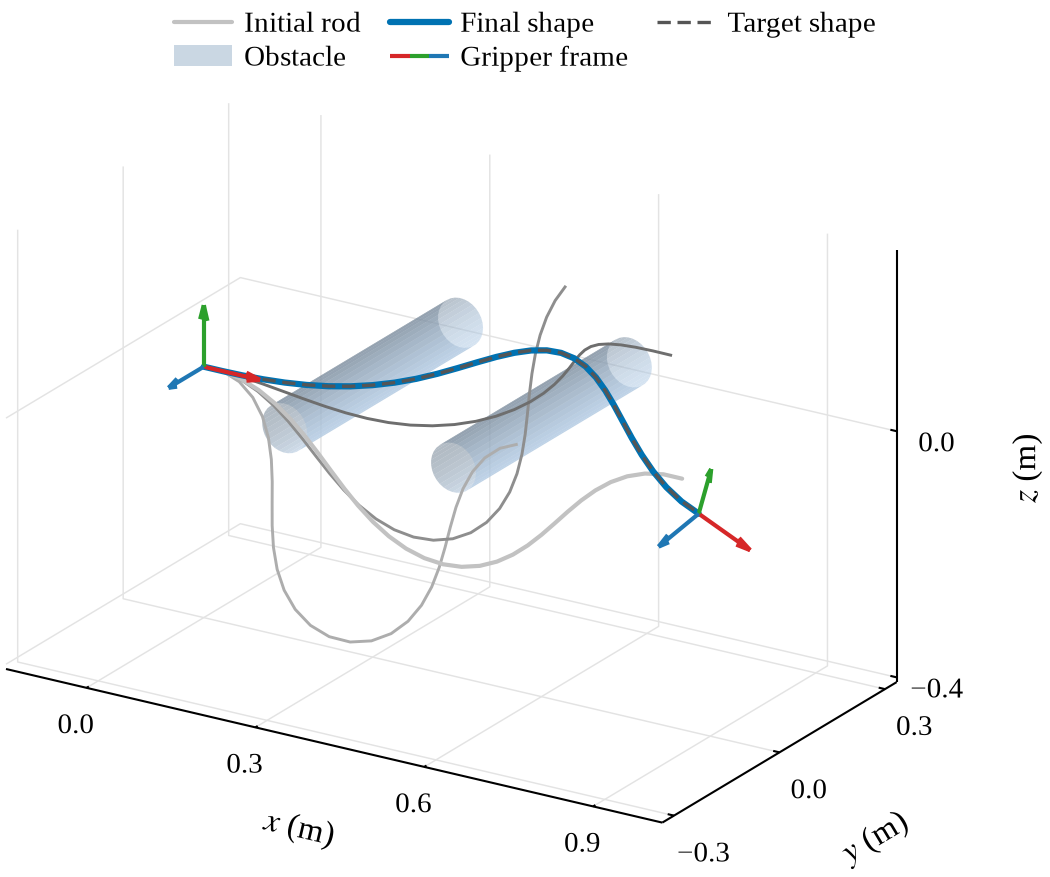 Initial rod
Final shape
Target shape
Obstacle
Gripper frame
0.0
z (m)
−0.4
0.3
0.0
y (m)
−0.3
0.0
0.3
0.6
0.9
x (m)